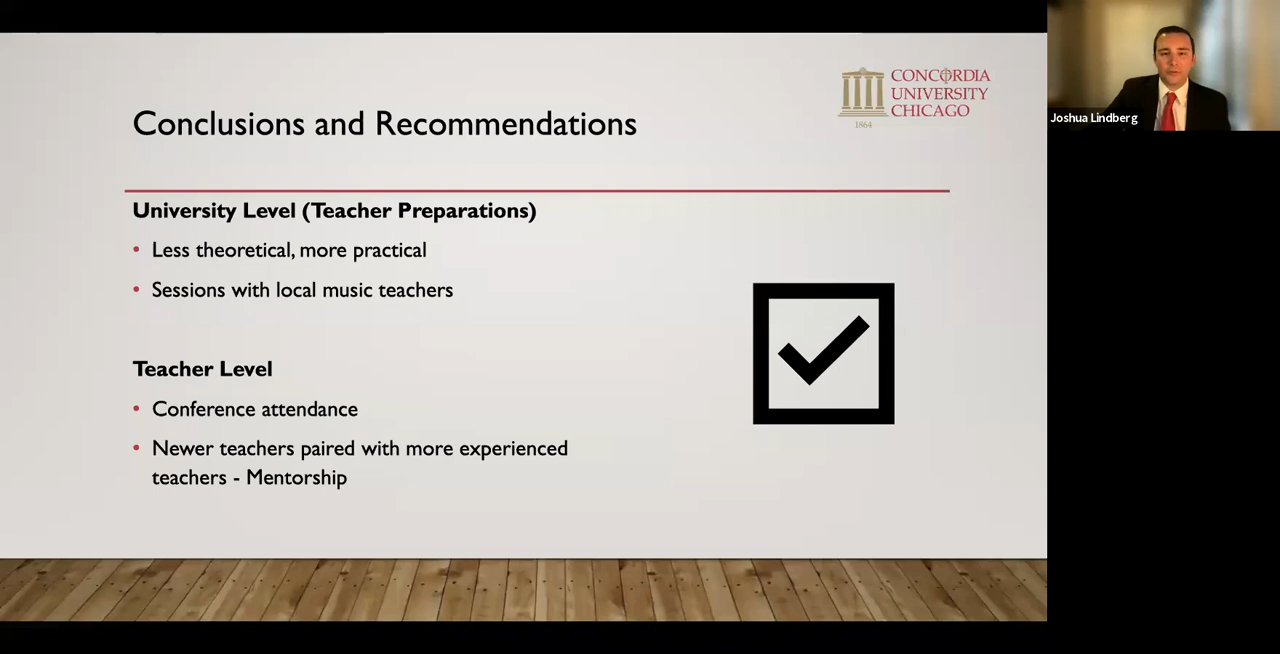 Conclusions and Recommendations
CONCORDIA
UNIVERSITY
CHICAGO
1864
Joshua Lindberg
University Level (Teacher Preparations)
• Less theoretical, more practical
• Sessions with local music teachers
Teacher Level
• Conference attendance
• Newer teachers paired with more experienced
teachers - Mentorship